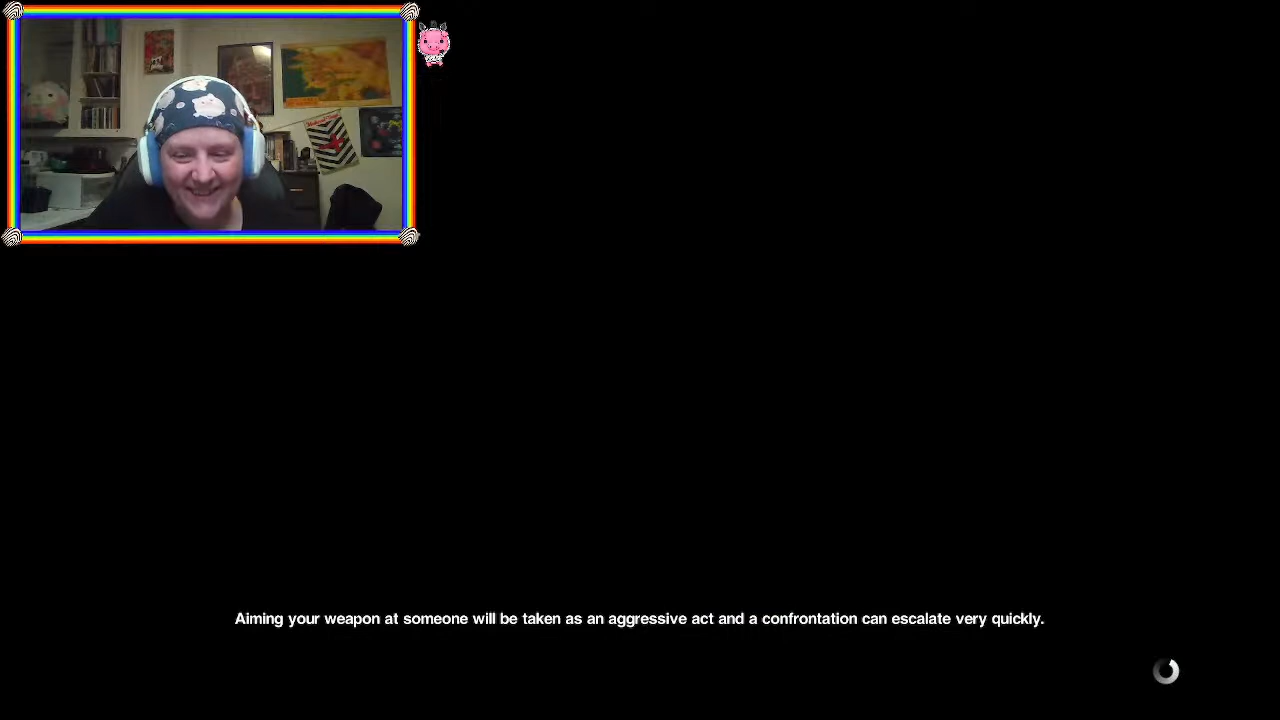 Aiming your weapon at someone will be taken as an aggressive act and a confrontation can escalate very quickly.